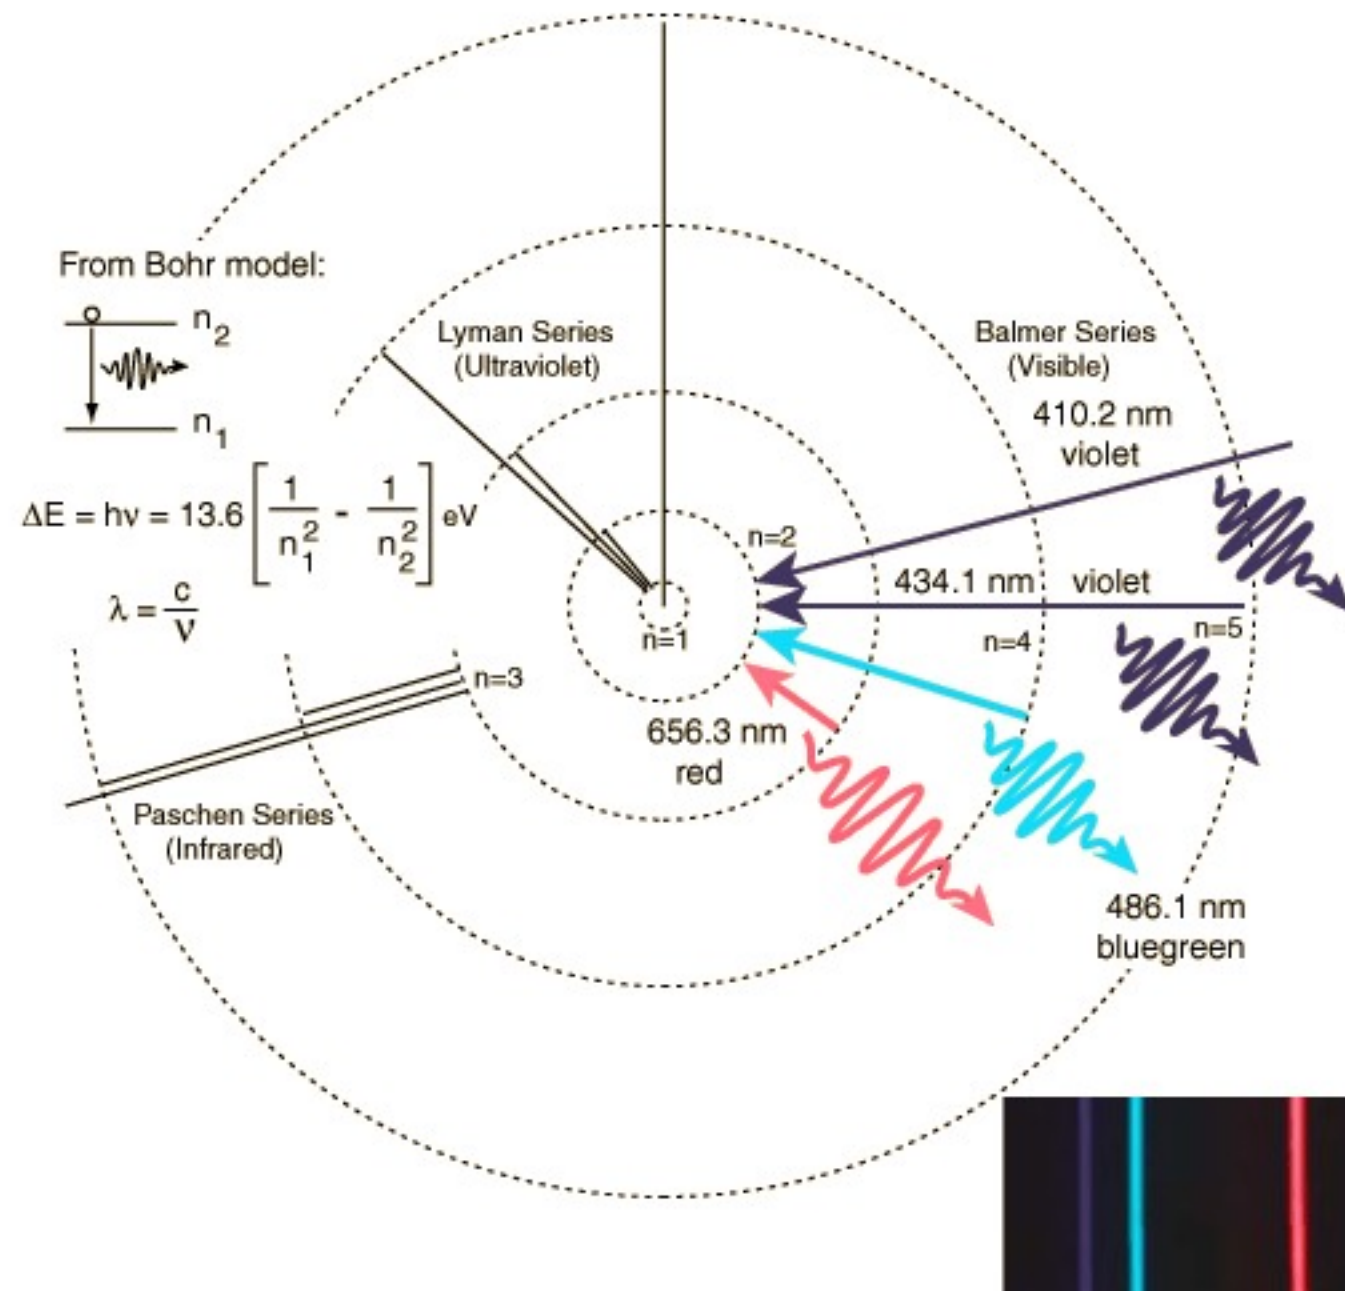 From Bohr model:
n2
n1
ΔE = hν = 13.6 [ 1/n₁² - 1/n₂² ] eV
λ = c/ν
Lyman Series
(Ultraviolet)
Balmer Series
(Visible)
410.2 nm
violet
n=2
434.1 nm violet
n=1
n=4
n=5
n=3
656.3 nm
red
Paschen Series
(Infrared)
486.1 nm
bluegreen